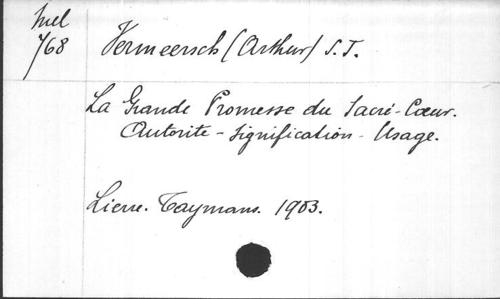 Mel
768
Vermeersch (Arthur) S.J.
La Grande Promesse du Sacré-Cœur.
Autorité - Signification - Usage.
Lierre. Taymans. 1903.